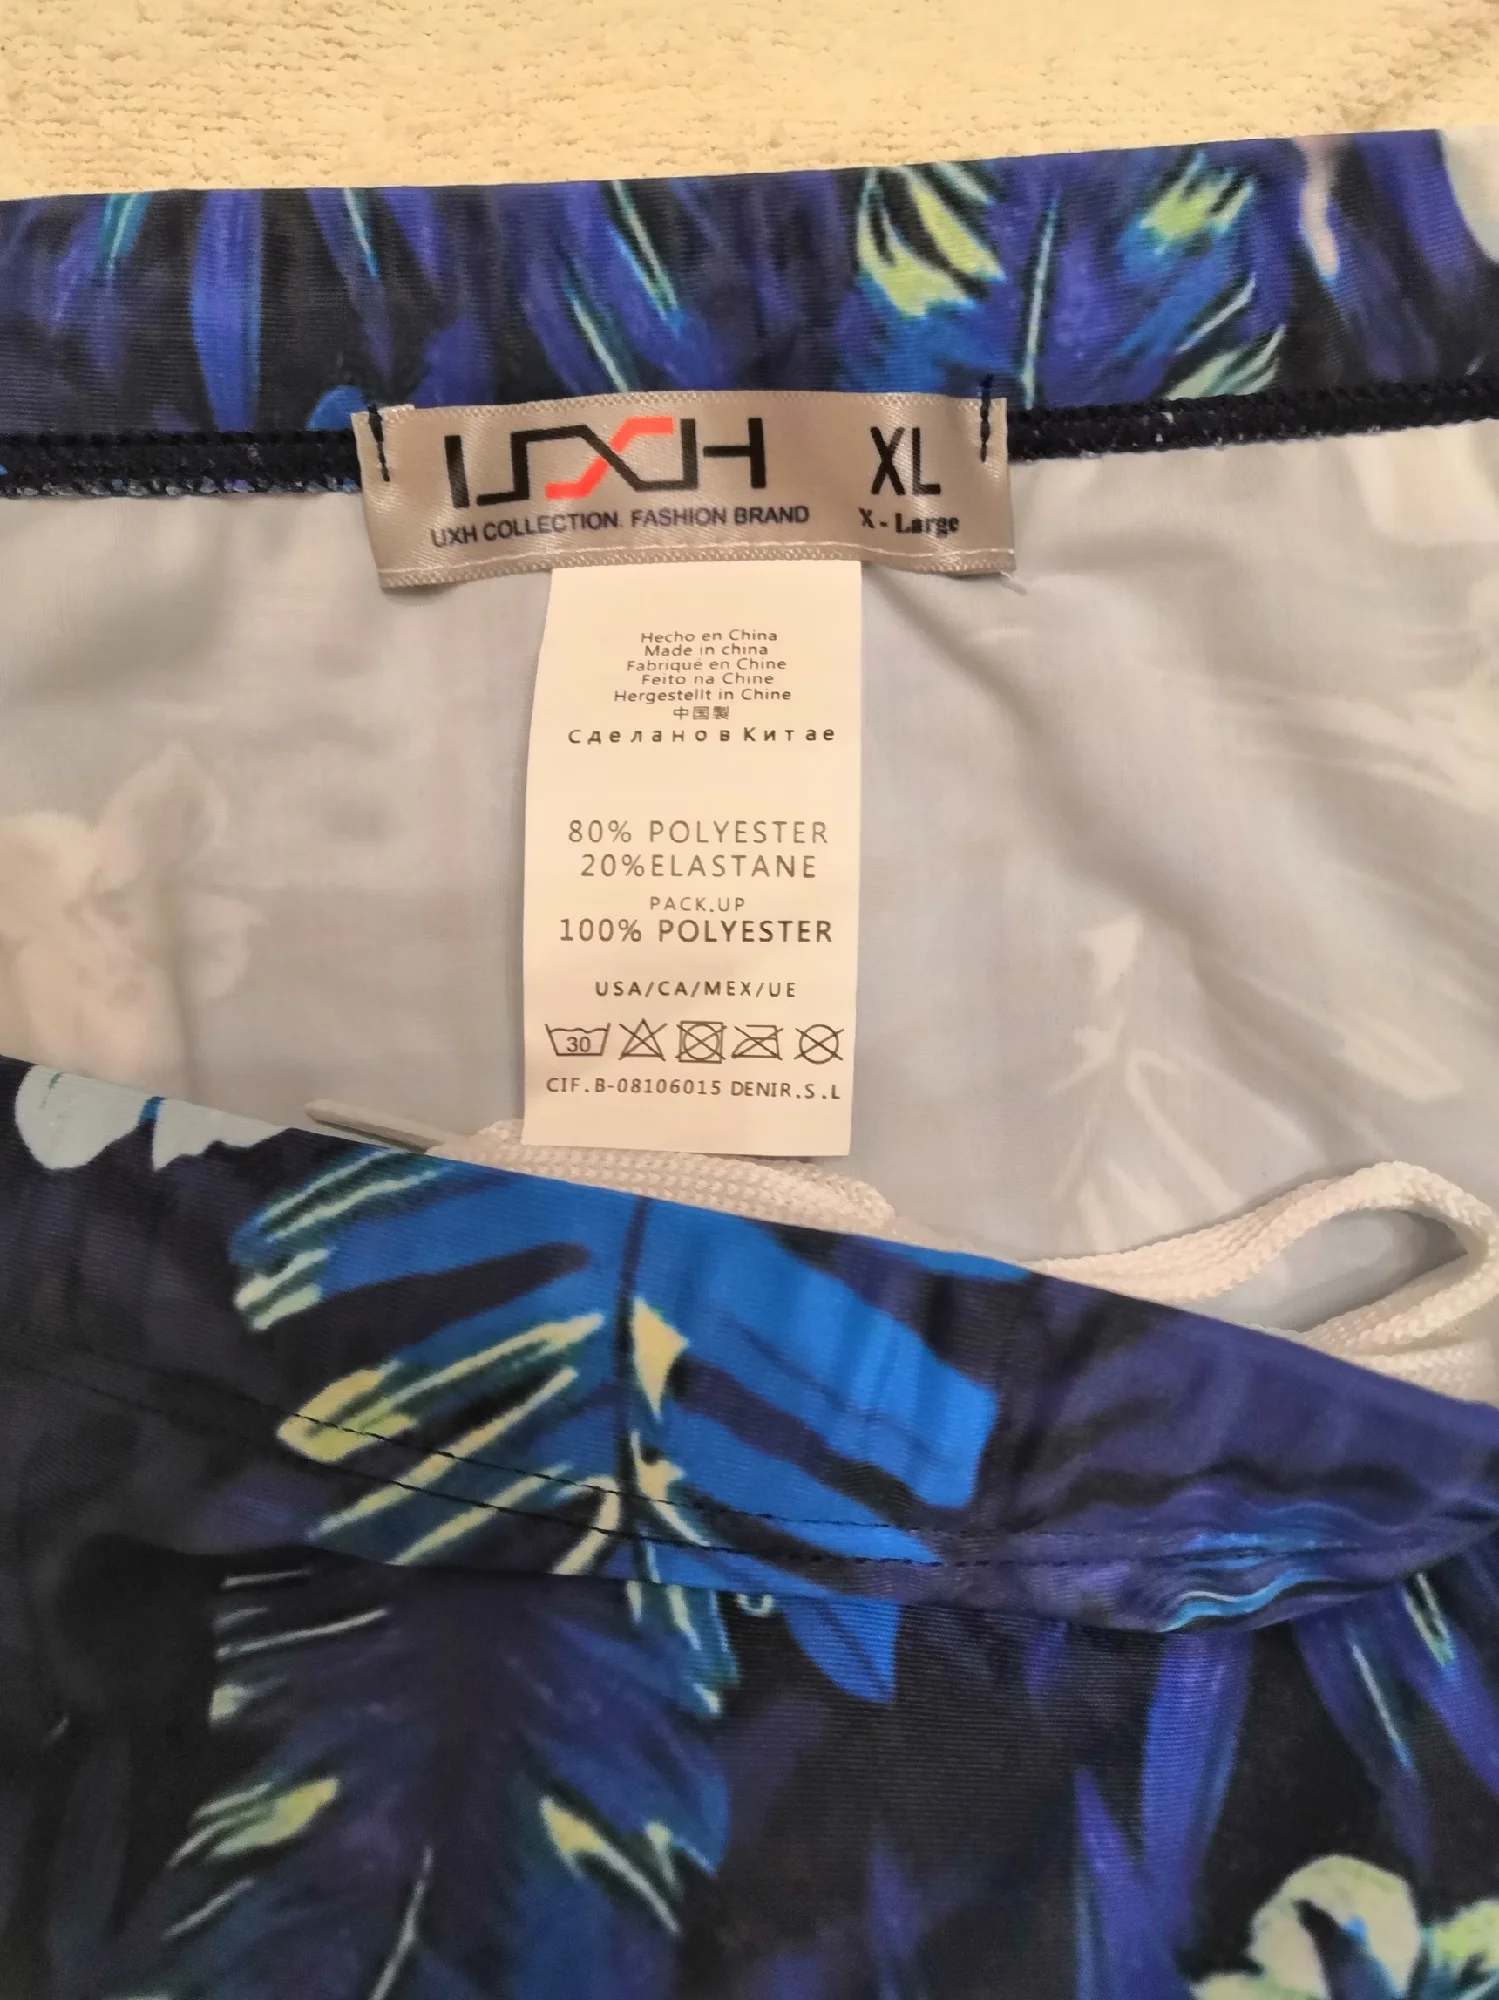 UXH XL
UXH COLLECTION. FASHION BRAND X-Large
Hecho en China
Made in china
Fabriqué en Chine
Feito na Chine
Hergestellt in Chine
中国製
Сделано в Китае
80% POLYESTER
20%ELASTANE
PACK.UP
100% POLYESTER
USA/CA/MEX/UE
30
CIF.B-08106015 DENIR.S.L